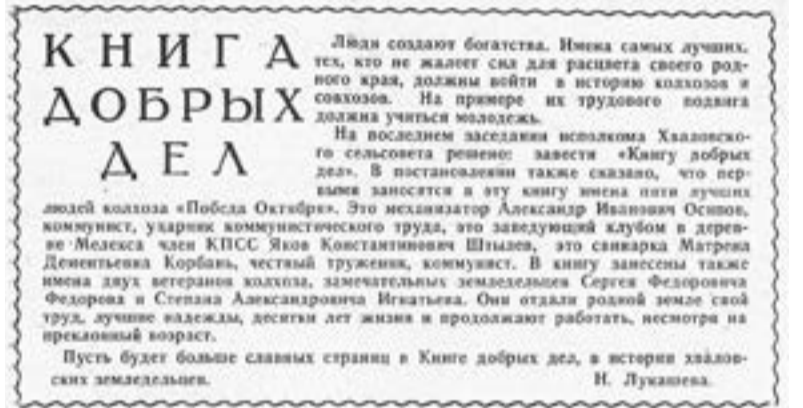 КНИГА
ДОБРЫХ
ДЕЛ
Люди создают богатства. Имена самых лучших,
тех, кто не жалеет сил для расцвета своего род-
ного края, должны войти в историю колхозов и
совхозов. На примере их трудового подвига
должна учиться молодежь.
На последнем заседании исполкома Хваловско-
го сельсовета решено: завести «Книгу добрых
дел». В постановлении также сказано, что пер-
выми заносятся в эту книгу имена пяти лучших
людей колхоза «Победа Октября». Это механизатор Александр Иванович Осипов,
коммунист, ударник коммунистического труда, это заведующий клубом в дерев-
не Мелекса член КПСС Яков Константинович Штылев, это свинарка Матрена
Дементьевна Корбань, честный труженик, коммунист. В книгу занесены также
имена двух ветеранов колхоза, замечательных земледельцев Сергея Федоровича
Федорова и Степана Александровича Игнатьева. Они отдали родной земле свой
труд, лучшие надежды, десятки лет жизни и продолжают работать, несмотря на
преклонный возраст.
Пусть будет больше славных страниц в Книге добрых дел, в истории хвалов-
ских земледельцев.
Н. Лукашева.